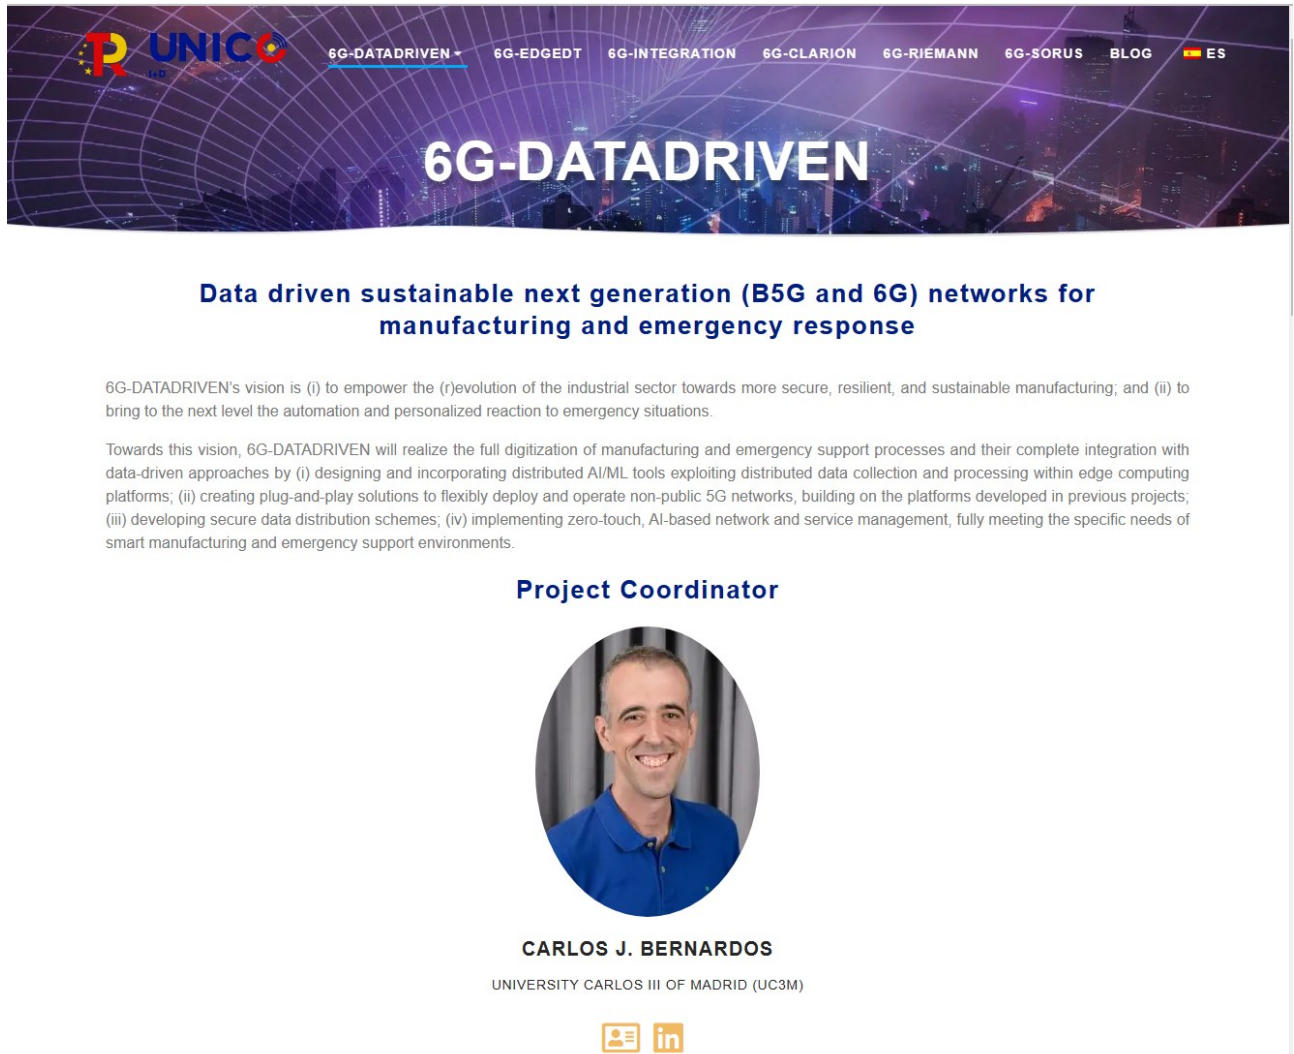 UNICO
I+D
6G-DATADRIVEN
6G-EDGEDT
6G-INTEGRATION
6G-CLARION
6G-RIEMANN
6G-SORUS
BLOG
ES
6G-DATADRIVEN
Data driven sustainable next generation (B5G and 6G) networks for
manufacturing and emergency response
6G-DATADRIVEN's vision is (i) to empower the (r)evolution of the industrial sector towards more secure, resilient, and sustainable manufacturing; and (ii) to
bring to the next level the automation and personalized reaction to emergency situations.
Towards this vision, 6G-DATADRIVEN will realize the full digitization of manufacturing and emergency support processes and their complete integration with
data-driven approaches by (i) designing and incorporating distributed AI/ML tools exploiting distributed data collection and processing within edge computing
platforms; (ii) creating plug-and-play solutions to flexibly deploy and operate non-public 5G networks, building on the platforms developed in previous projects;
(iii) developing secure data distribution schemes; (iv) implementing zero-touch, AI-based network and service management, fully meeting the specific needs of
smart manufacturing and emergency support environments.
Project Coordinator
CARLOS J. BERNARDOS
UNIVERSITY CARLOS III OF MADRID (UC3M)
in